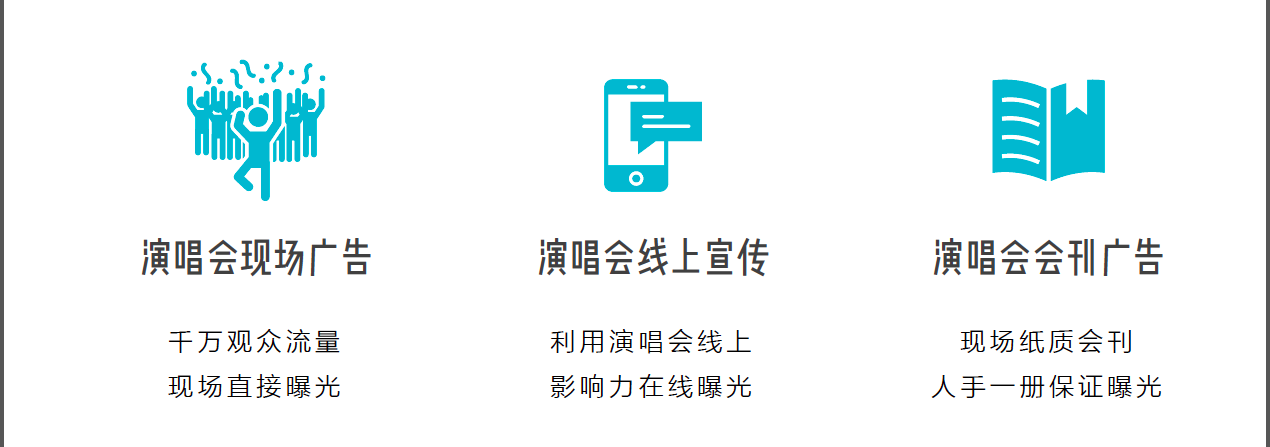 演唱会现场广告
千万观众流量
现场直接曝光
演唱会线上宣传
利用演唱会线上
影响力在线曝光
演唱会会刊广告
现场纸质会刊
人手一册保证曝光